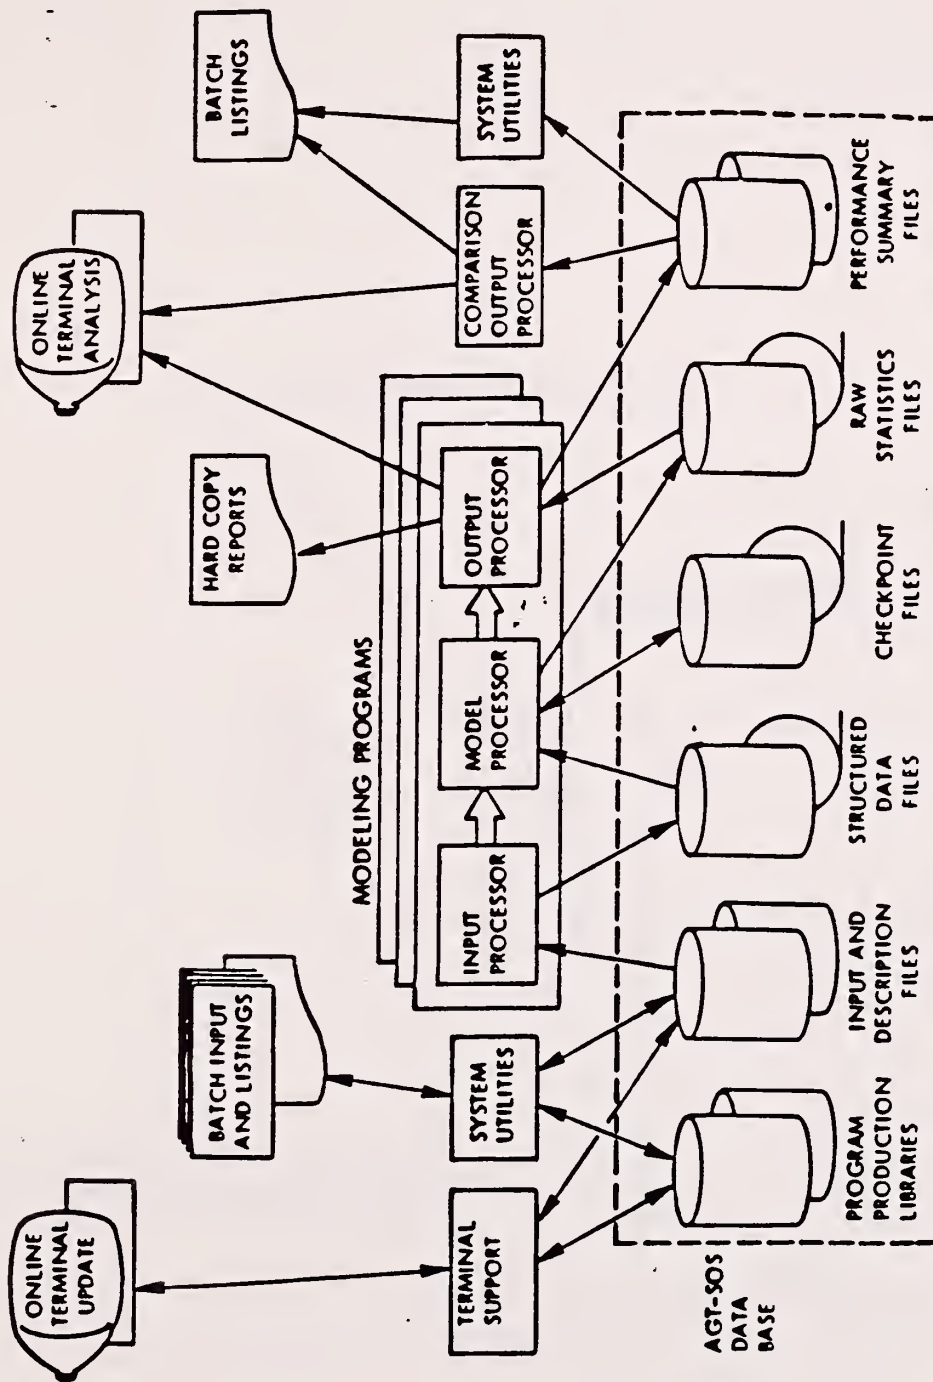 ONLINE
TERMINAL
UPDATE
BATCH INPUT
AND LISTINGS
HARD COPY
REPORTS
ONLINE
TERMINAL
ANALYSIS
BATCH
LISTINGS
MODELING PROGRAMS
TERMINAL
SUPPORT
SYSTEM
UTILITIES
INPUT
PROCESSOR
MODEL
PROCESSOR
OUTPUT
PROCESSOR
COMPARISON
OUTPUT
PROCESSOR
SYSTEM
UTILITIES
AGT-SOS
DATA
BASE
PROGRAM
PRODUCTION
LIBRARIES
INPUT AND
DESCRIPTION
FILES
STRUCTURED
DATA
FILES
CHECKPOINT
FILES
RAW
STATISTICS
FILES
PERFORMANCE
SUMMARY
FILES